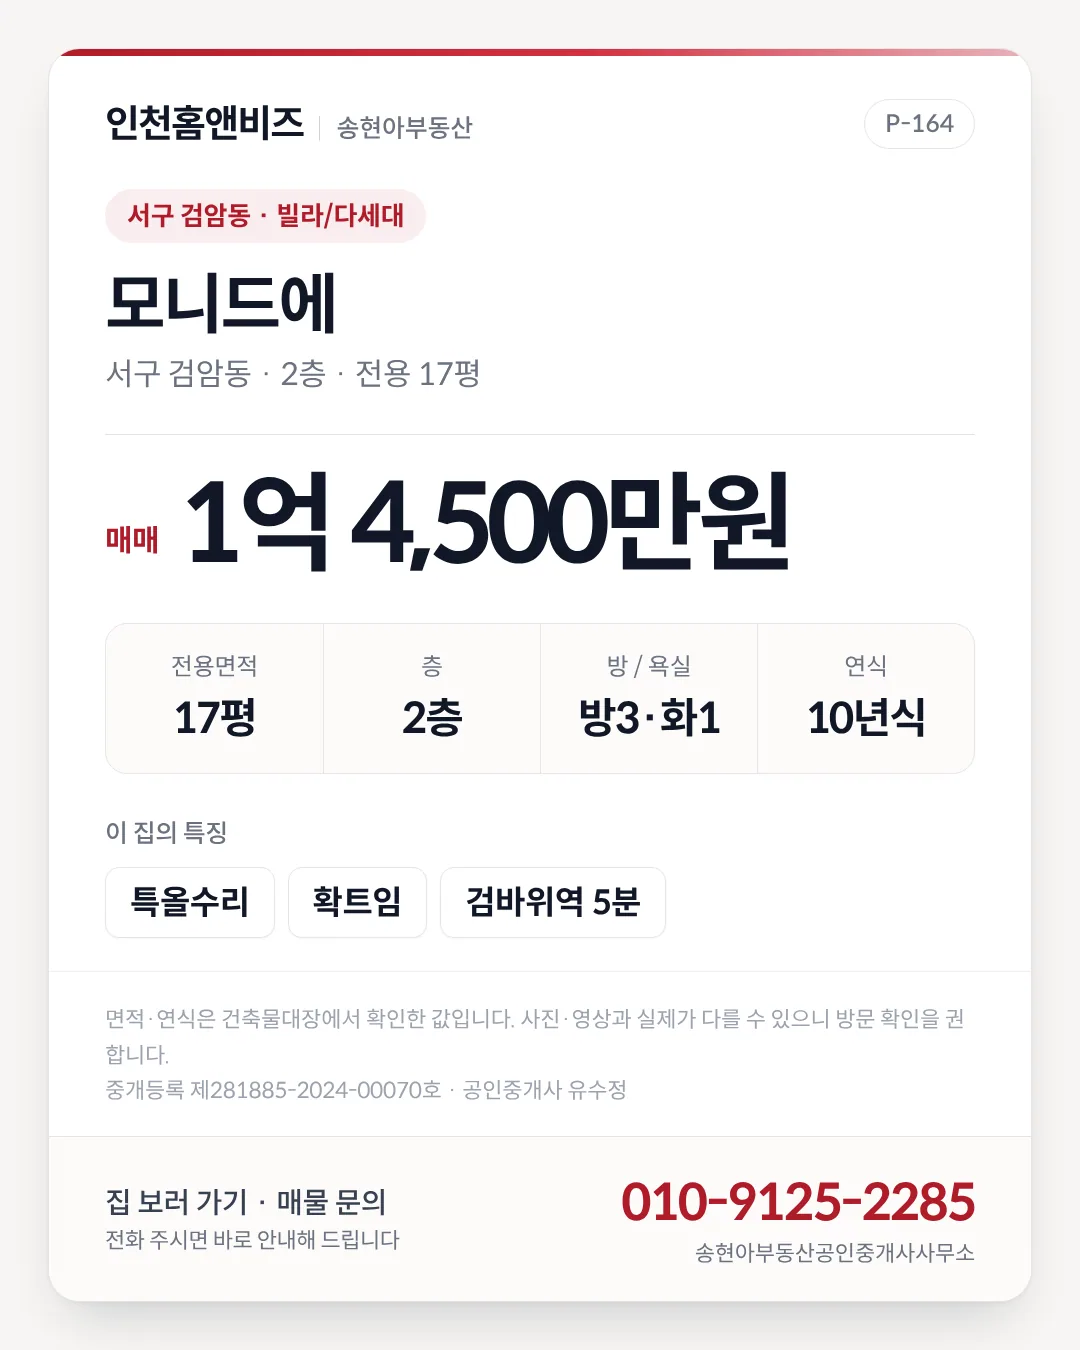 인천홈앤비즈 | 송현아부동산
P-164
서구 검암동 · 빌라/다세대
모니드에
서구 검암동 · 2층 · 전용 17평
매매 1억 4,500만원
전용면적
17평
층
2층
방 / 욕실
방3·화1
연식
10년식
이 집의 특징
특올수리
확트임
검바위역 5분
면적·연식은 건축물대장에서 확인한 값입니다. 사진·영상과 실제가 다를 수 있으니 방문 확인을 권
합니다.
중개등록 제281885-2024-00070호 · 공인중개사 유수정
집 보러 가기 · 매물 문의
전화 주시면 바로 안내해 드립니다
010-9125-2285
송현아부동산공인중개사사무소